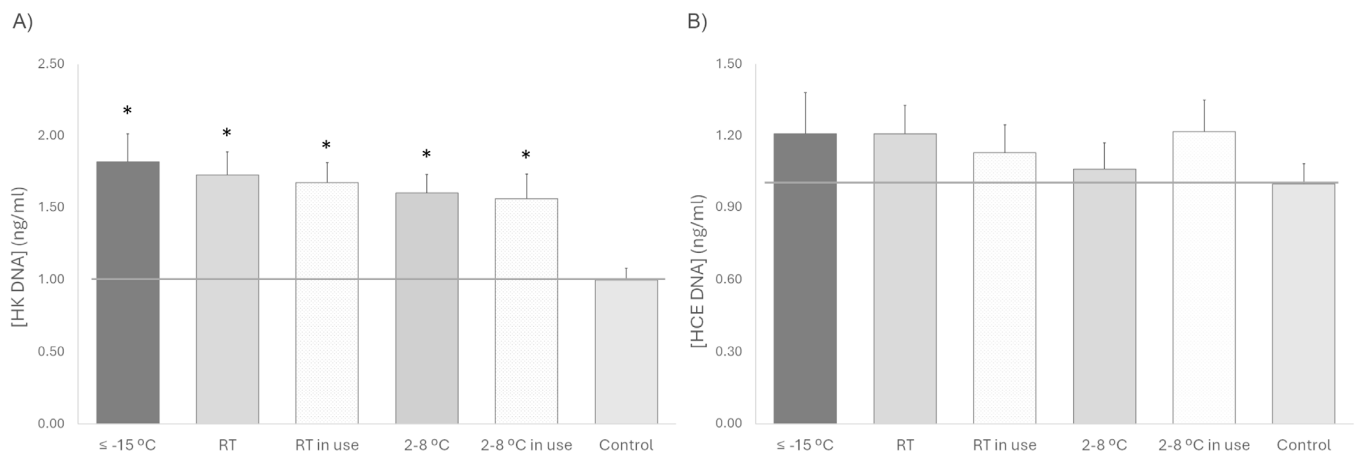 A)
[HK DNA] (ng/ml)
2.50
2.00
1.50
1.00
0.50
0.00
* * * * *
≤ -15 ºC RT RT in use 2-8 ºC 2-8 ºC in use Control
B)
[HCE DNA] (ng/ml)
1.50
1.20
0.90
0.60
0.30
0.00
≤ -15 ºC RT RT in use 2-8 ºC 2-8 ºC in use Control